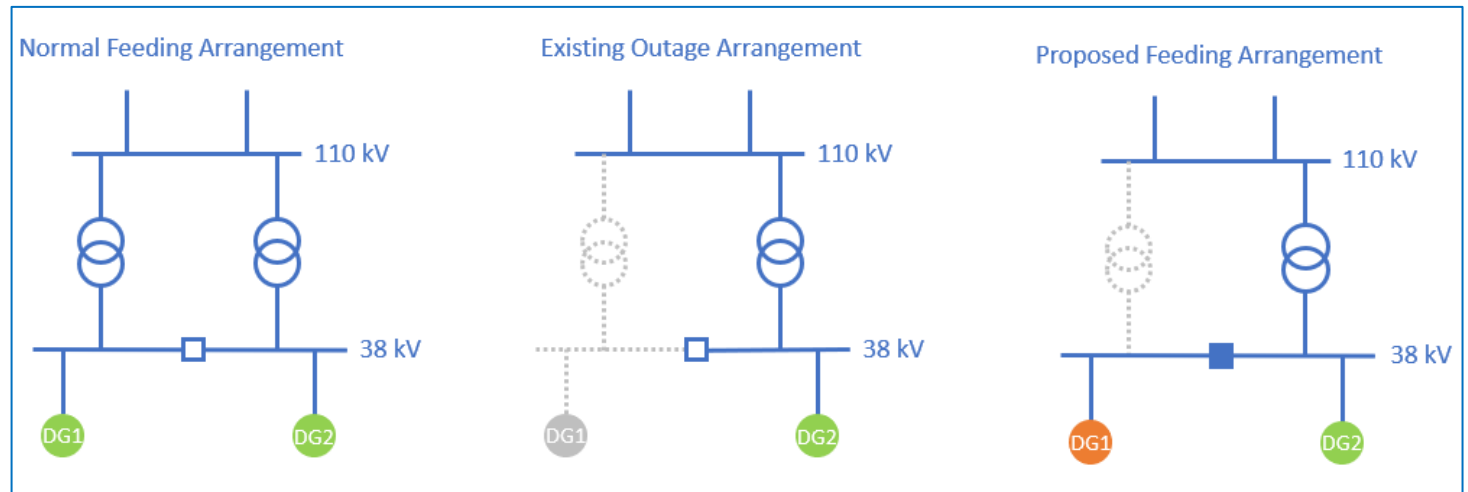 Normal Feeding Arrangement
110 kV
38 kV
DG1
DG2
Existing Outage Arrangement
110 kV
38 kV
DG1
DG2
Proposed Feeding Arrangement
110 kV
38 kV
DG1
DG2